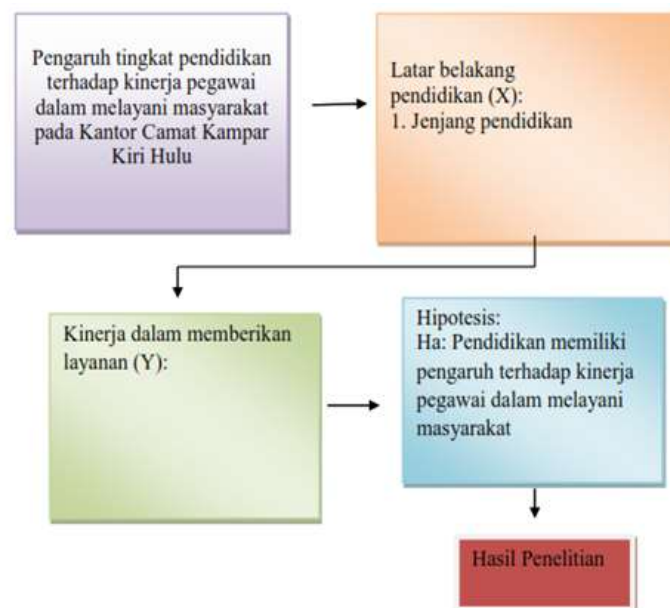 Pengaruh tingkat pendidikan
terhadap kinerja pegawai
dalam melayani masyarakat
pada Kantor Camat Kampar
Kiri Hulu
Latar belakang
pendidikan (X):
1. Jenjang pendidikan
Kinerja dalam memberikan
layanan (Y):
Hipotesis:
Ha: Pendidikan memiliki
pengaruh terhadap kinerja
pegawai dalam melayani
masyarakat
Hasil Penelitian